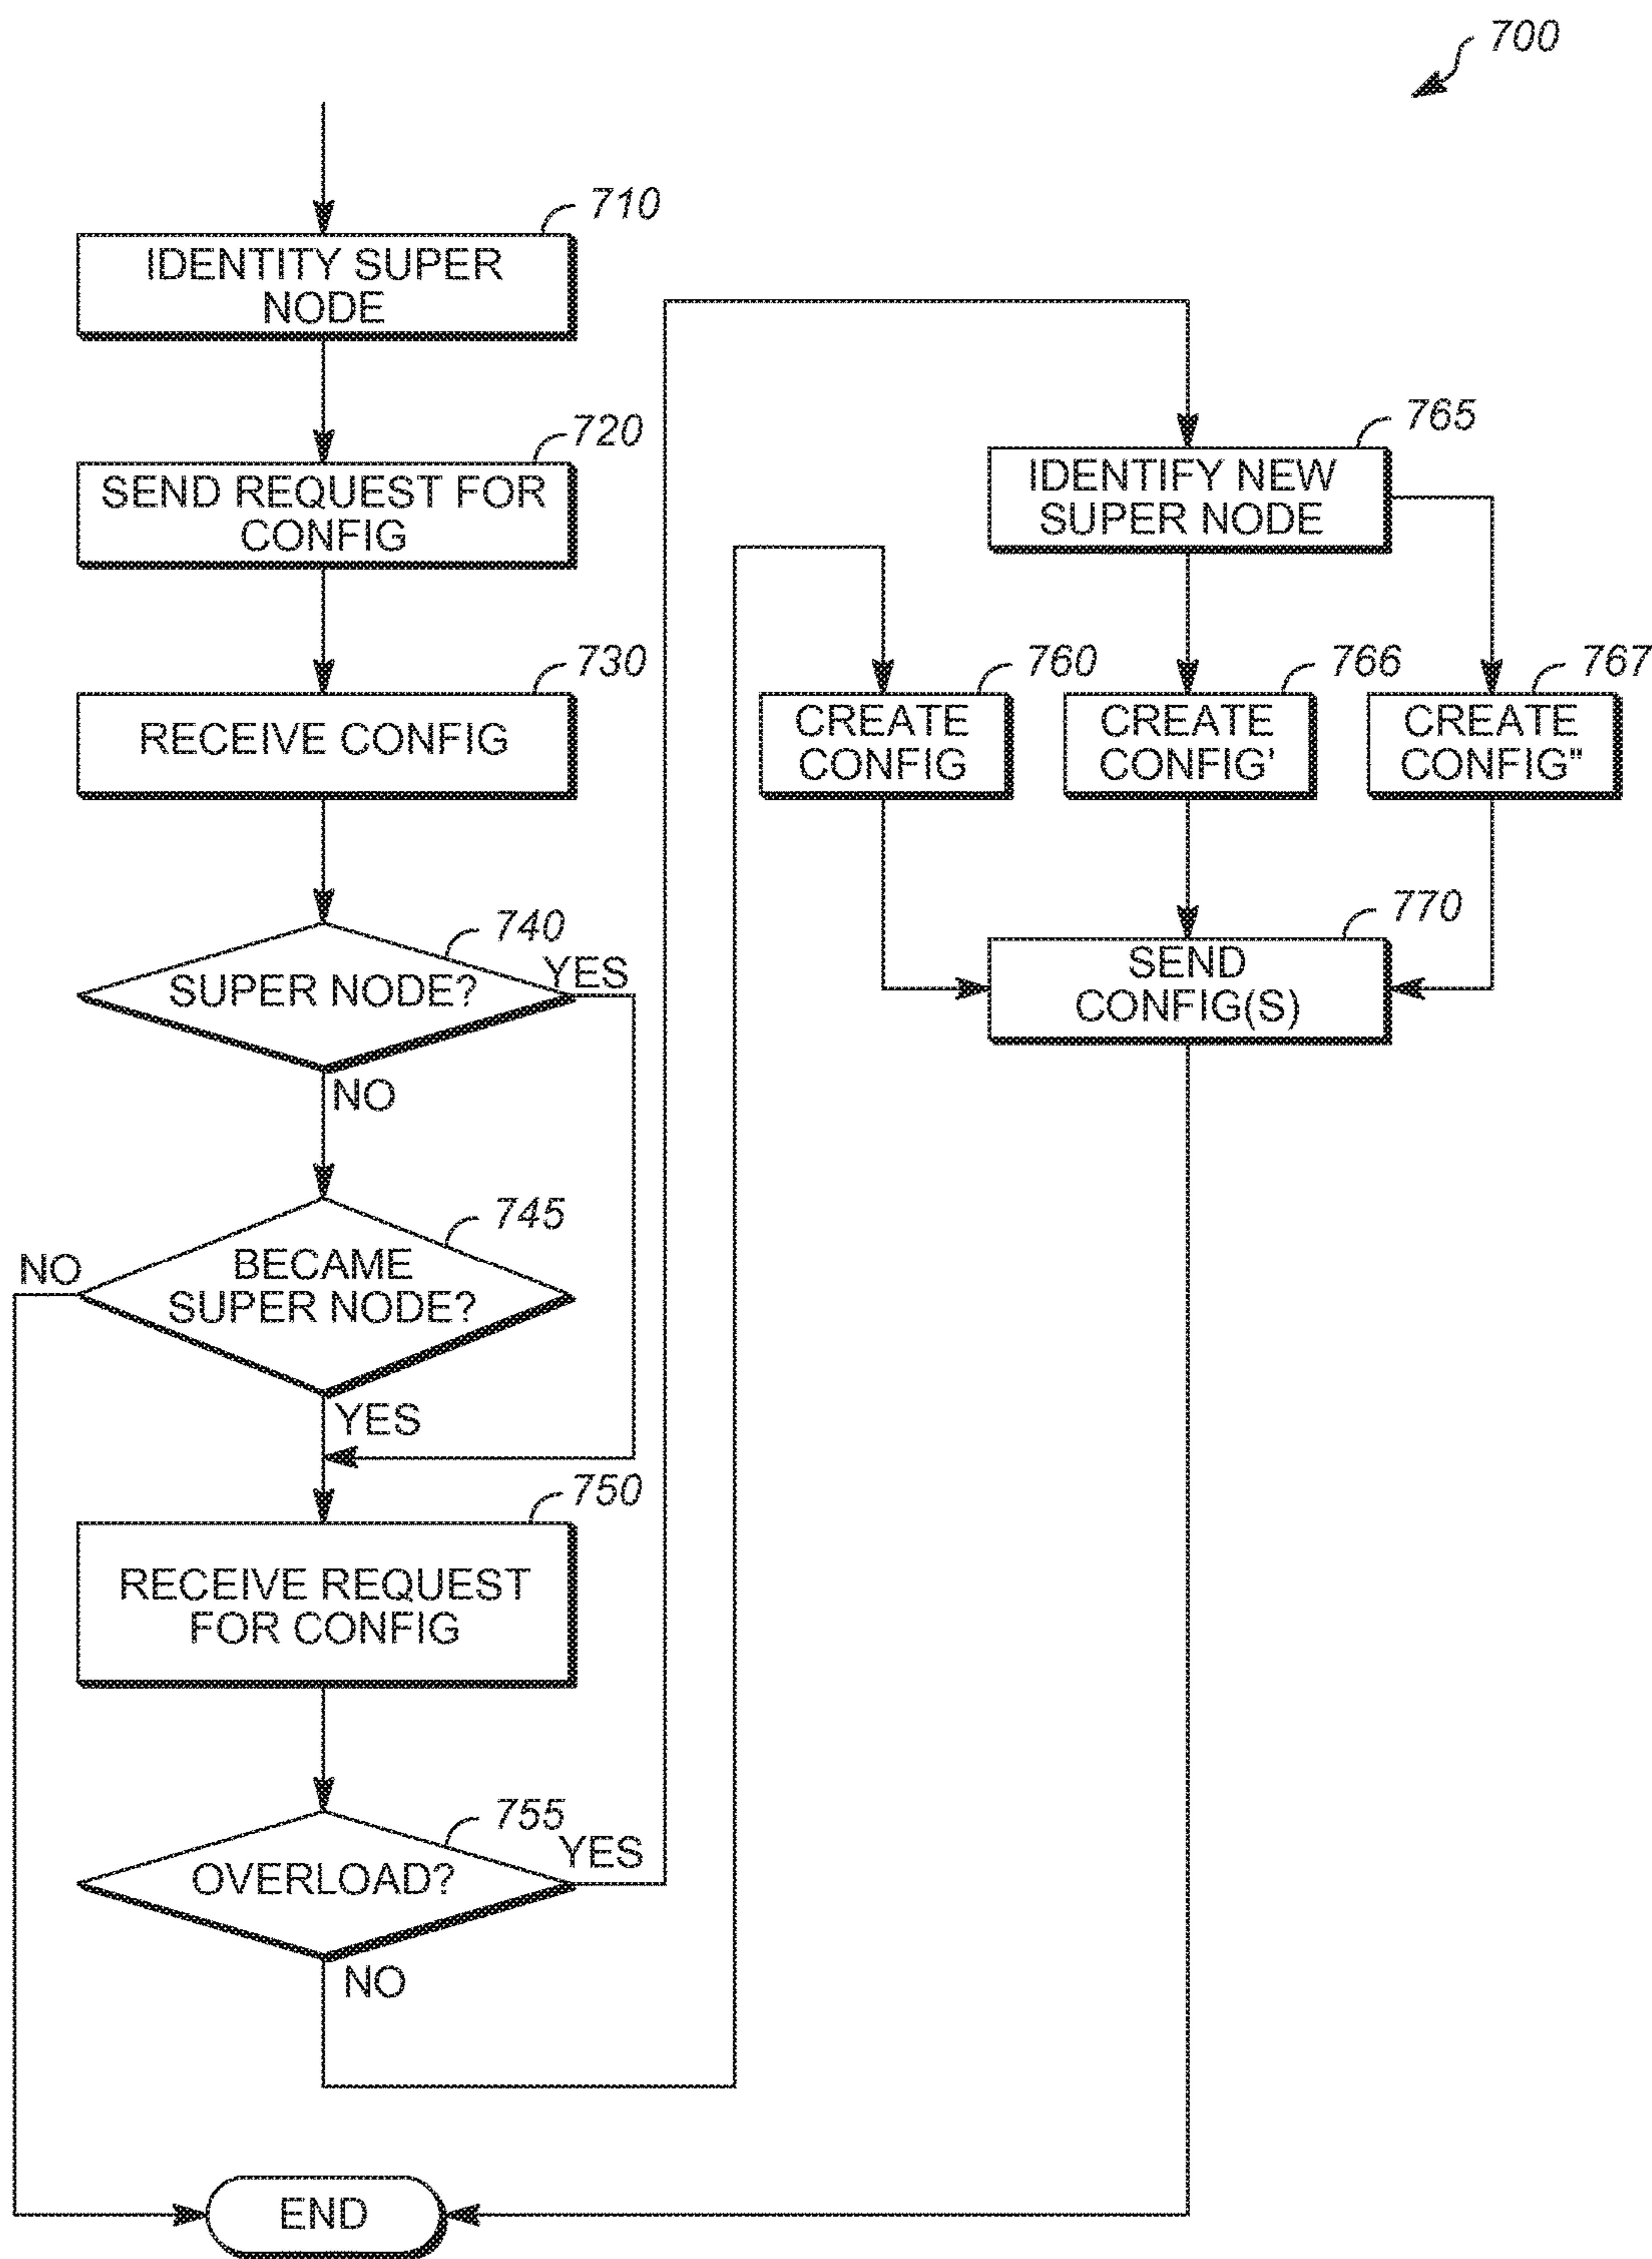 700
710
IDENTITY SUPER
NODE
720
SEND REQUEST FOR
CONFIG
730
RECEIVE CONFIG
740
SUPER NODE?
YES
NO
745
BECAME
SUPER NODE?
NO
YES
750
RECEIVE REQUEST
FOR CONFIG
755
OVERLOAD?
YES
NO
765
IDENTIFY NEW
SUPER NODE
760
CREATE
CONFIG
766
CREATE
CONFIG'
767
CREATE
CONFIG"
770
SEND
CONFIG(S)
END